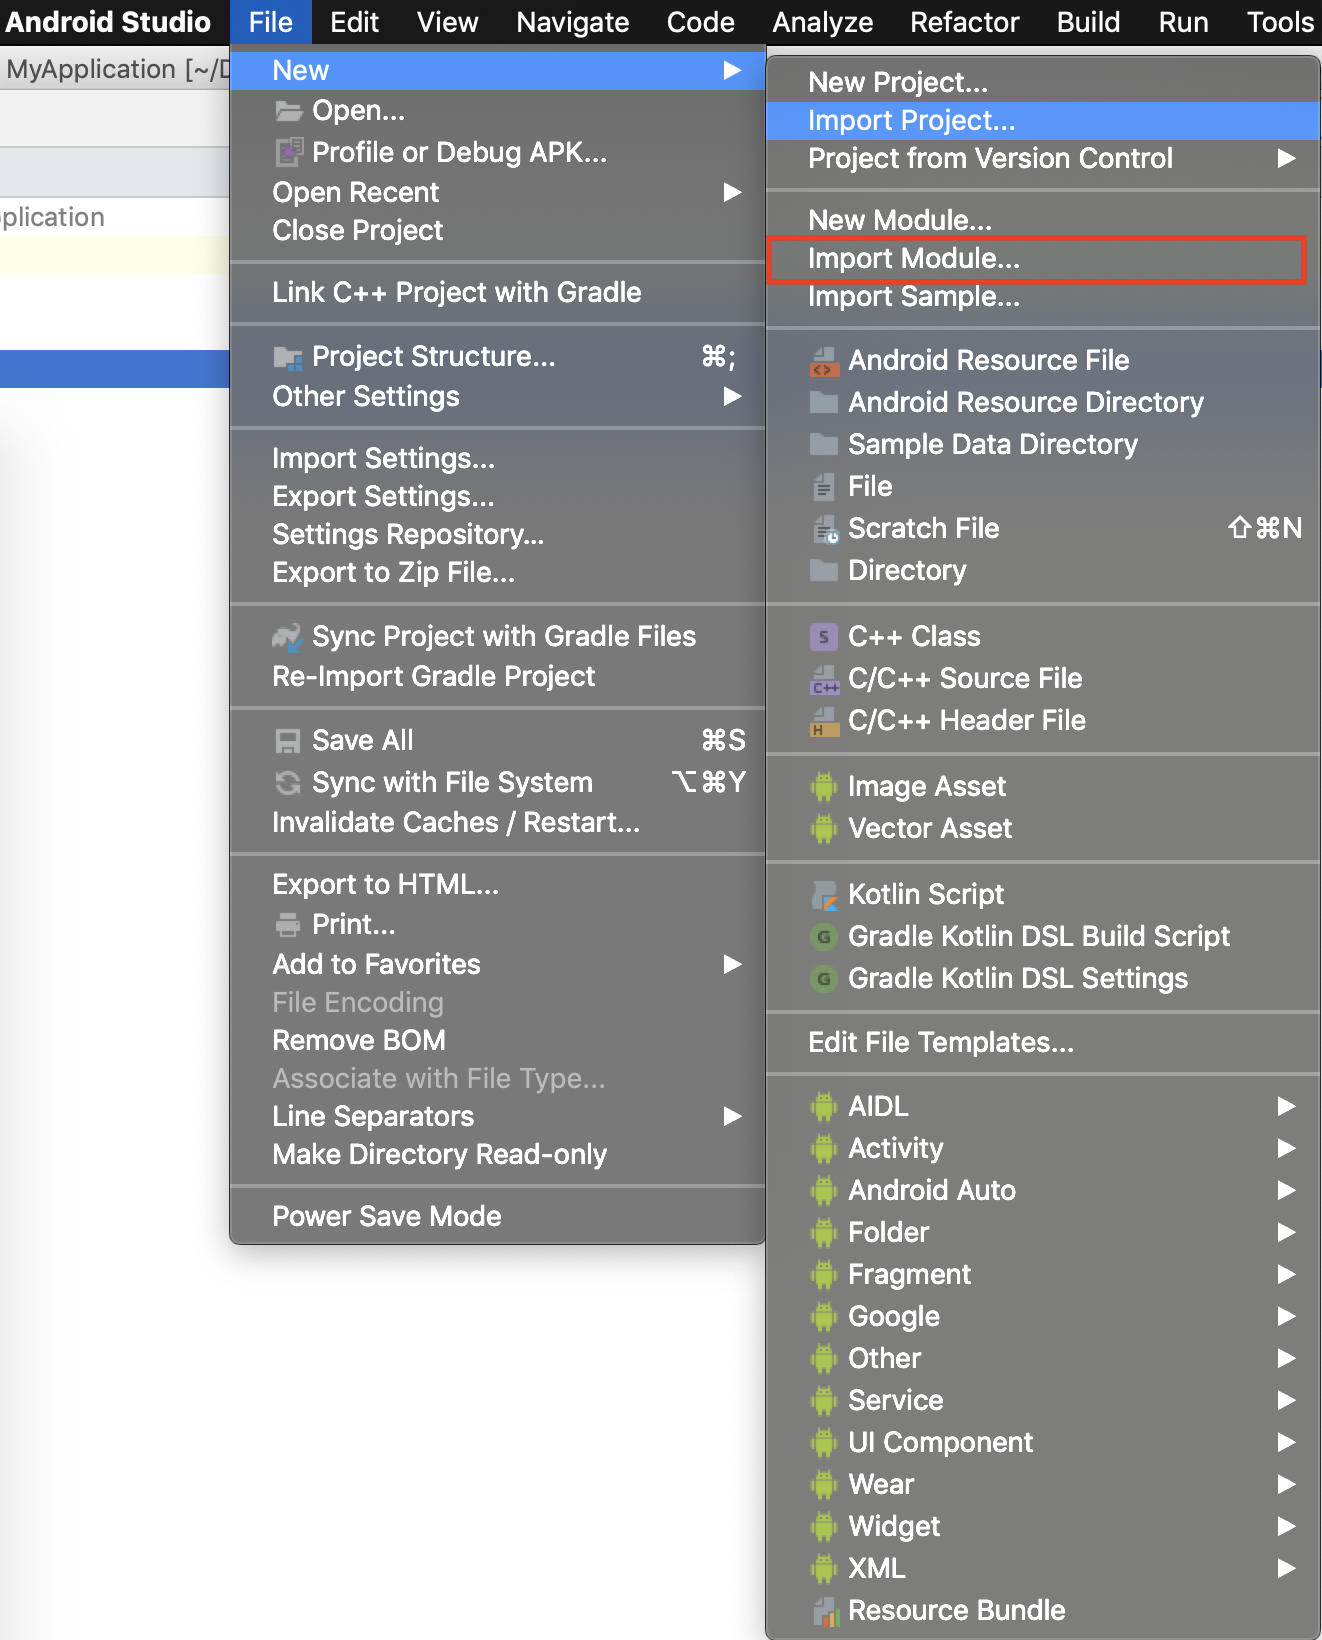 Android Studio File Edit View Navigate Code Analyze Refactor Build Run Tools
MyApplication [~/D
plication
New
Open...
Profile or Debug APK...
Open Recent
Close Project
Link C++ Project with Gradle
Project Structure... ⌘;
Other Settings
Import Settings...
Export Settings...
Settings Repository...
Export to Zip File...
Sync Project with Gradle Files
Re-Import Gradle Project
Save All ⌘S
Sync with File System ⌥⌘Y
Invalidate Caches / Restart...
Export to HTML...
Print...
Add to Favorites
File Encoding
Remove BOM
Associate with File Type...
Line Separators
Make Directory Read-only
Power Save Mode
New Project...
Import Project...
Project from Version Control
New Module...
Import Module...
Import Sample...
Android Resource File
Android Resource Directory
Sample Data Directory
File
Scratch File ⇧⌘N
Directory
S C++ Class
C++ C/C++ Source File
H C/C++ Header File
Image Asset
Vector Asset
Kotlin Script
G Gradle Kotlin DSL Build Script
G Gradle Kotlin DSL Settings
Edit File Templates...
AIDL
Activity
Android Auto
Folder
Fragment
Google
Other
Service
UI Component
Wear
Widget
XML
Resource Bundle